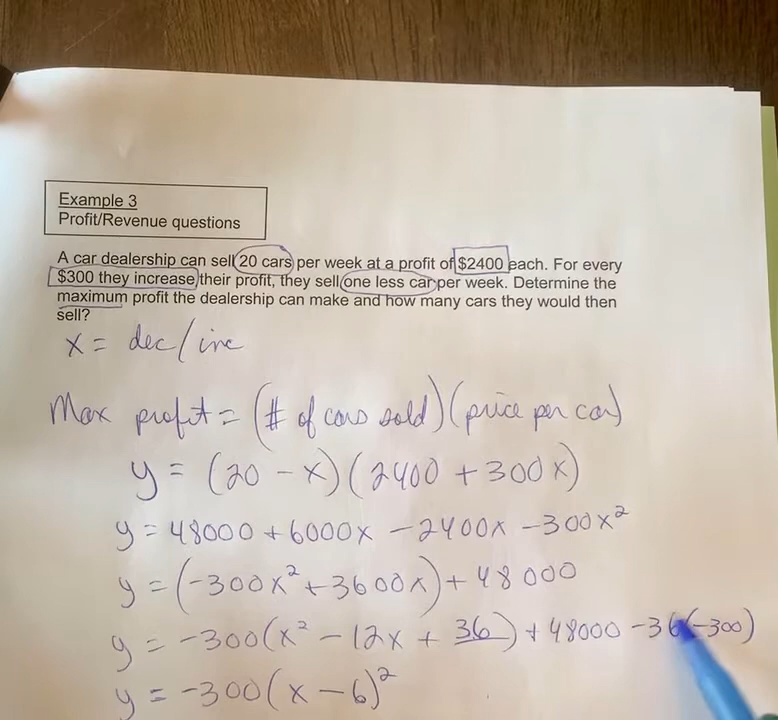 Example 3
Profit/Revenue questions
A car dealership can sell 20 cars per week at a profit of $2400 each. For every
$300 they increase their profit, they sell one less car per week. Determine the
maximum profit the dealership can make and how many cars they would then
sell?
x = dec/inc
Max profit = (# of cars sold)(price per car)
y = (20 - x)(2400 + 300x)
y = 48000 + 6000x - 2400x - 300x²
y = (-300x² + 3600x) + 48000
y = -300(x² - 12x + 36) + 48000 - 36(-300)
y = -300(x - 6)²